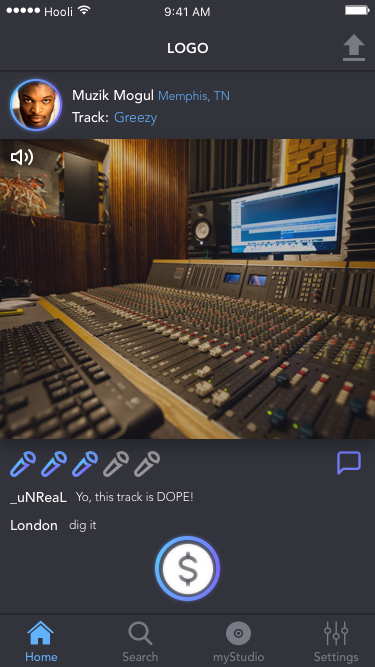 Hooli 9:41 AM
LOGO
Muzik Mogul Memphis, TN
Track: Greezy
_uNReaL Yo, this track is DOPE!
London dig it
$
Home Search myStudio Settings